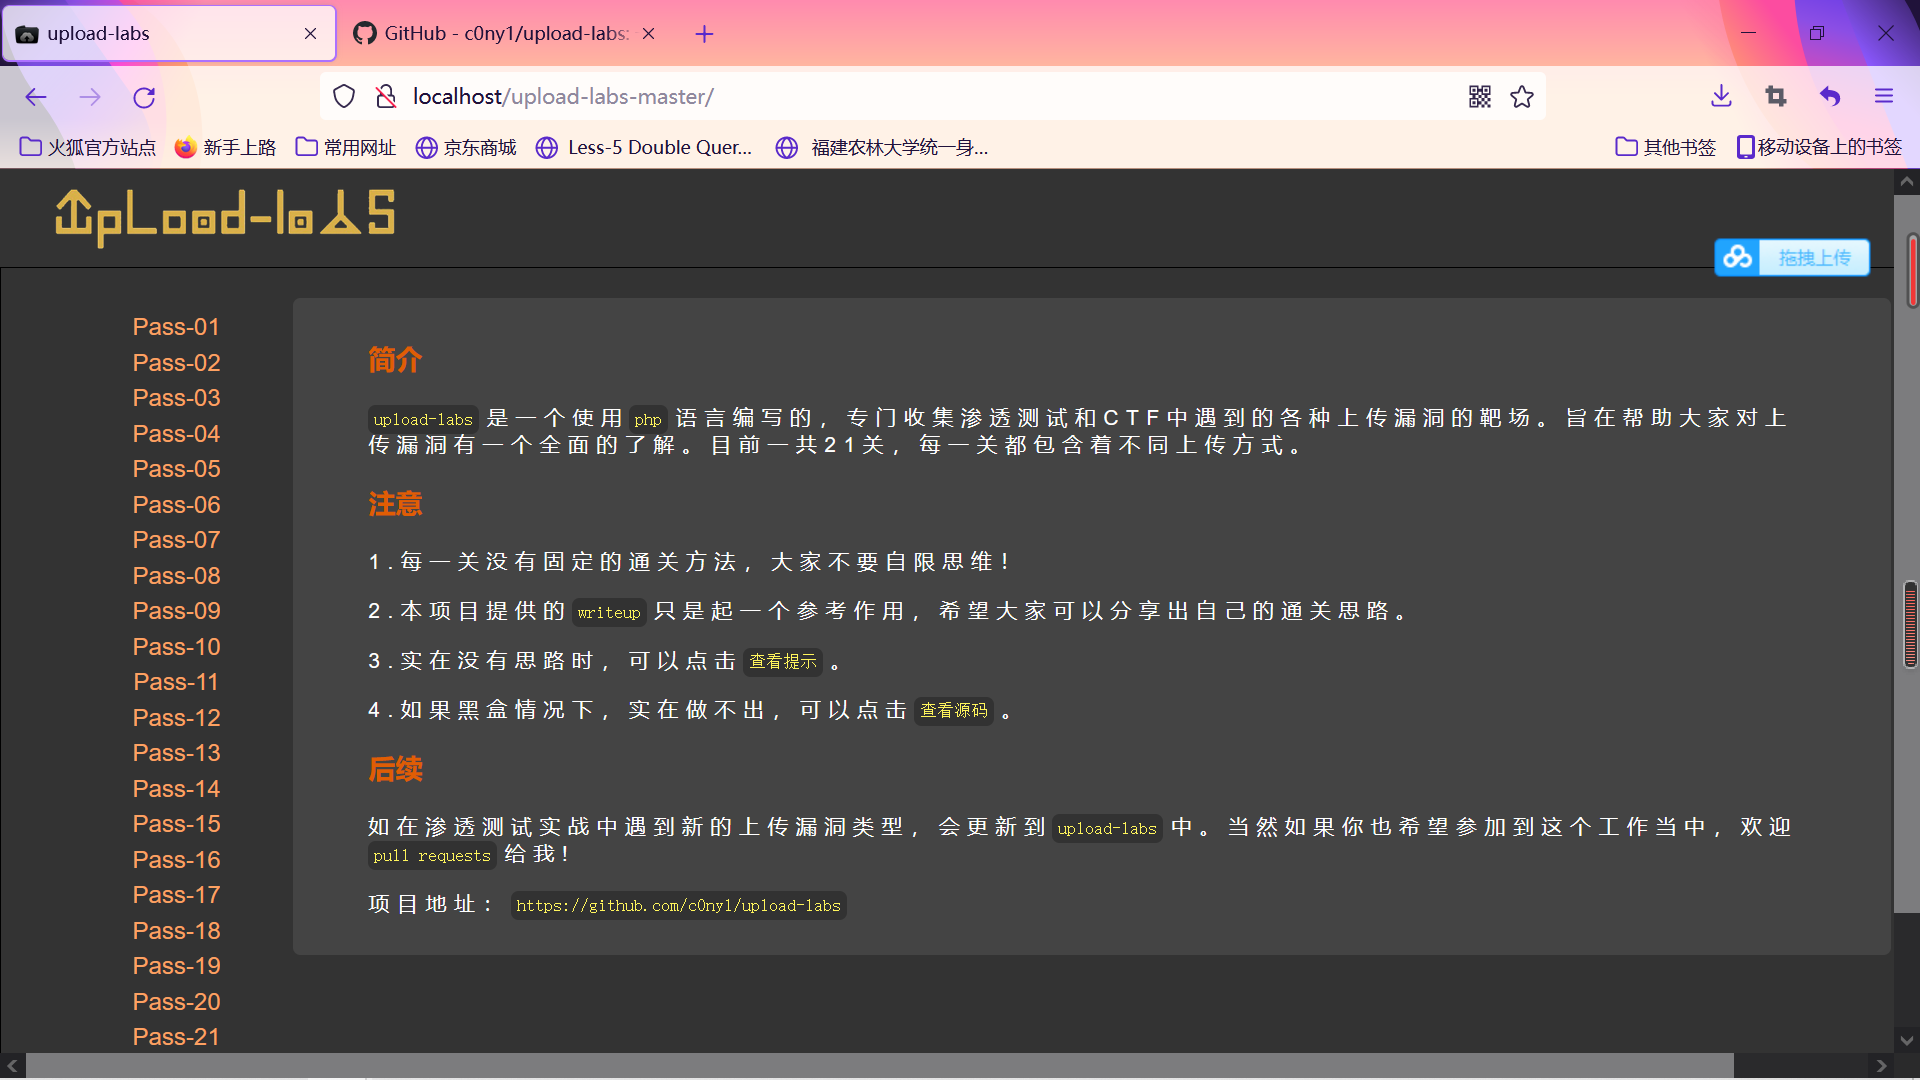 upload-labs
GitHub - c0ny1/upload-labs:
localhost/upload-labs-master/
火狐官方站点 新手上路 常用网址 京东商城 Less-5 Double Quer... 福建农林大学统一身... 其他书签 移动设备上的书签
UpLoad-labS
拖拽上传
Pass-01
Pass-02
Pass-03
Pass-04
Pass-05
Pass-06
Pass-07
Pass-08
Pass-09
Pass-10
Pass-11
Pass-12
Pass-13
Pass-14
Pass-15
Pass-16
Pass-17
Pass-18
Pass-19
Pass-20
Pass-21
简介
upload-labs 是一个使用 php 语言编写的，专门收集渗透测试和CTF中遇到的各种上传漏洞的靶场。旨在帮助大家对上
传漏洞有一个全面的了解。目前一共21关，每一关都包含着不同上传方式。
注意
1.每一关没有固定的通关方法，大家不要自限思维！
2.本项目提供的 writeup 只是起一个参考作用，希望大家可以分享出自己的通关思路。
3.实在没有思路时，可以点击 查看提示 。
4.如果黑盒情况下，实在做不出，可以点击 查看源码 。
后续
如在渗透测试实战中遇到新的上传漏洞类型，会更新到 upload-labs 中。当然如果你也希望参加到这个工作当中，欢迎
pull requests 给我！
项目地址： https://github.com/c0ny1/upload-labs